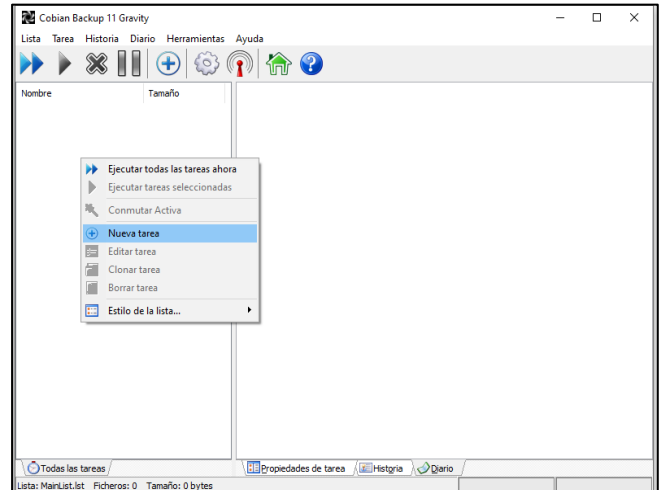 Cobian Backup 11 Gravity
Lista Tarea Historia Diario Herramientas Ayuda
Nombre Tamaño
Ejecutar todas las tareas ahora
Ejecutar tareas seleccionadas
Conmutar Activa
Nueva tarea
Editar tarea
Clonar tarea
Borrar tarea
Estilo de la lista...
Todas las tareas Propiedades de tarea Historia Diario
Lista: MainList.lst Ficheros: 0 Tamaño: 0 bytes